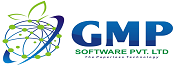 GMP
SOFTWARE PVT. LTD
The Paperless Technology